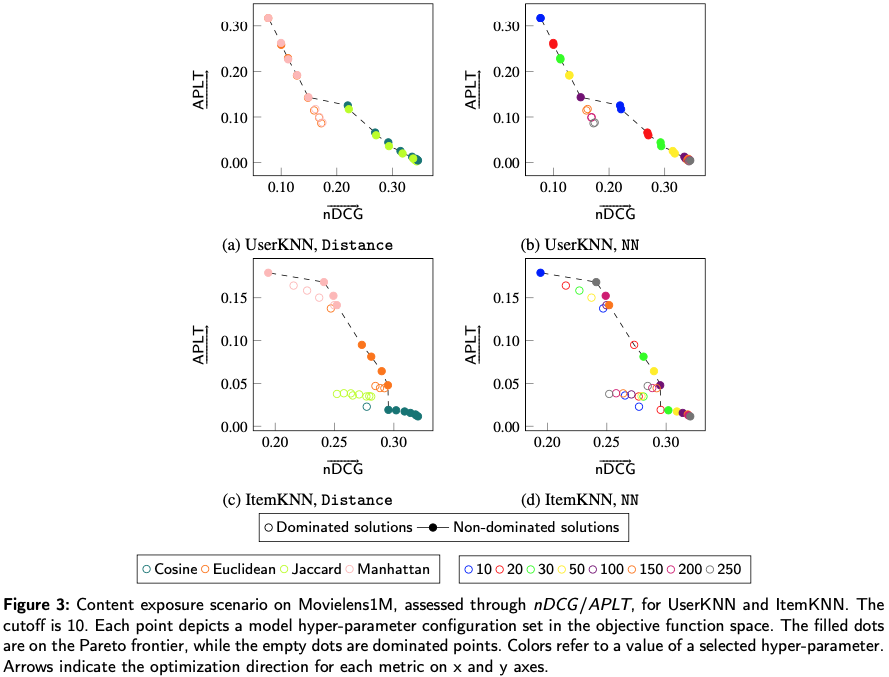 0.30
0.20
0.10
0.00
APLT
0.10
0.20
0.30
nDCG
(a) UserKNN, Distance
0.30
0.20
0.10
0.00
APLT
0.10
0.20
0.30
nDCG
(b) UserKNN, NN
0.15
0.10
0.05
0.00
APLT
0.20
0.25
0.30
nDCG
(c) ItemKNN, Distance
0.15
0.10
0.05
0.00
APLT
0.20
0.25
0.30
nDCG
(d) ItemKNN, NN
Dominated solutions Non-dominated solutions
Cosine Euclidean Jaccard Manhattan
10 20 30 50 100 150 200 250
Figure 3: Content exposure scenario on Movielens1M, assessed through nDCG/APLT, for UserKNN and ItemKNN. The
cutoff is 10. Each point depicts a model hyper-parameter configuration set in the objective function space. The filled dots
are on the Pareto frontier, while the empty dots are dominated points. Colors refer to a value of a selected hyper-parameter.
Arrows indicate the optimization direction for each metric on x and y axes.